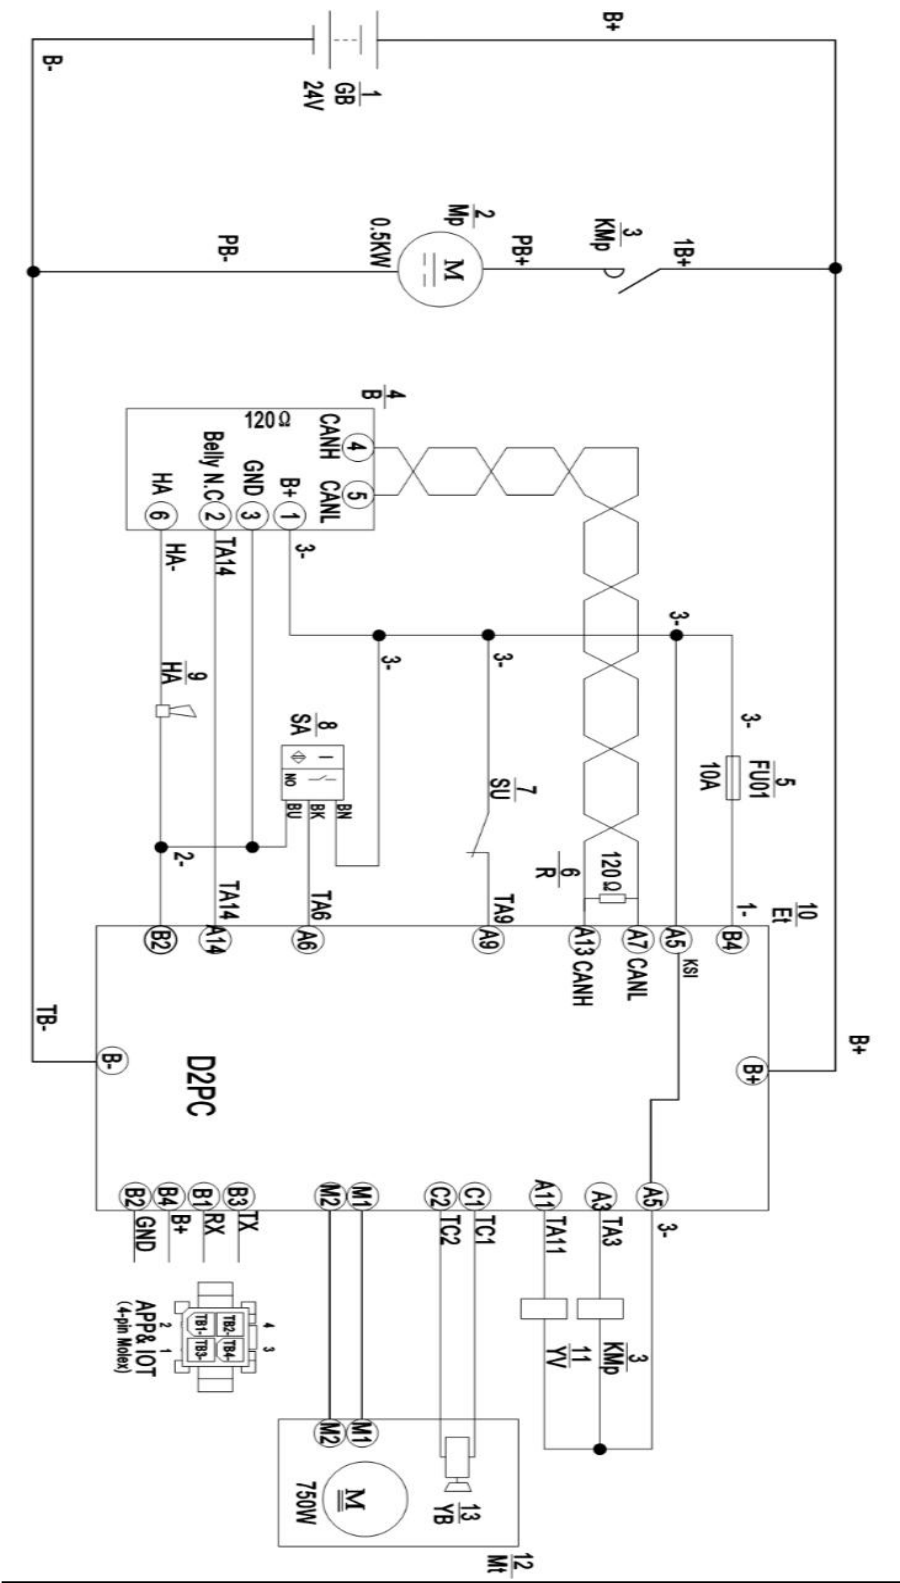 B-
B+
1
GB
24V
2
Mp
0.5KW
PB-
PB+
3
KMp
1B+
4
B
120Ω
CANH
4
CANL
5
HA
6
Belly N.C
2
GND
3
B+
1
HA-
TA14
3-
3-
3-
3-
3-
9
HA
8
SA
NO
BU
BK
BN
7
SU
5
FU01
10A
2-
6
R
120Ω
10
Et
TA14
TA6
TA9
1-
B2
A14
A6
A9
A13
CANH
A7
CANL
A5
KSI
B4
B+
TB-
B-
D2PC
B+
B2
B4
B1
B3
M2
M1
C2
C1
A11
A3
A5
GND
B+
RX
TX
TC2
TC1
TA11
TA3
3-
TB1-
TB2-
TB3-
TB4-
4
3
2
1
APP& IOT
(4-pin Molex)
11
YV
3
KMp
M2
M1
M
750W
13
YB
12
Mt
M